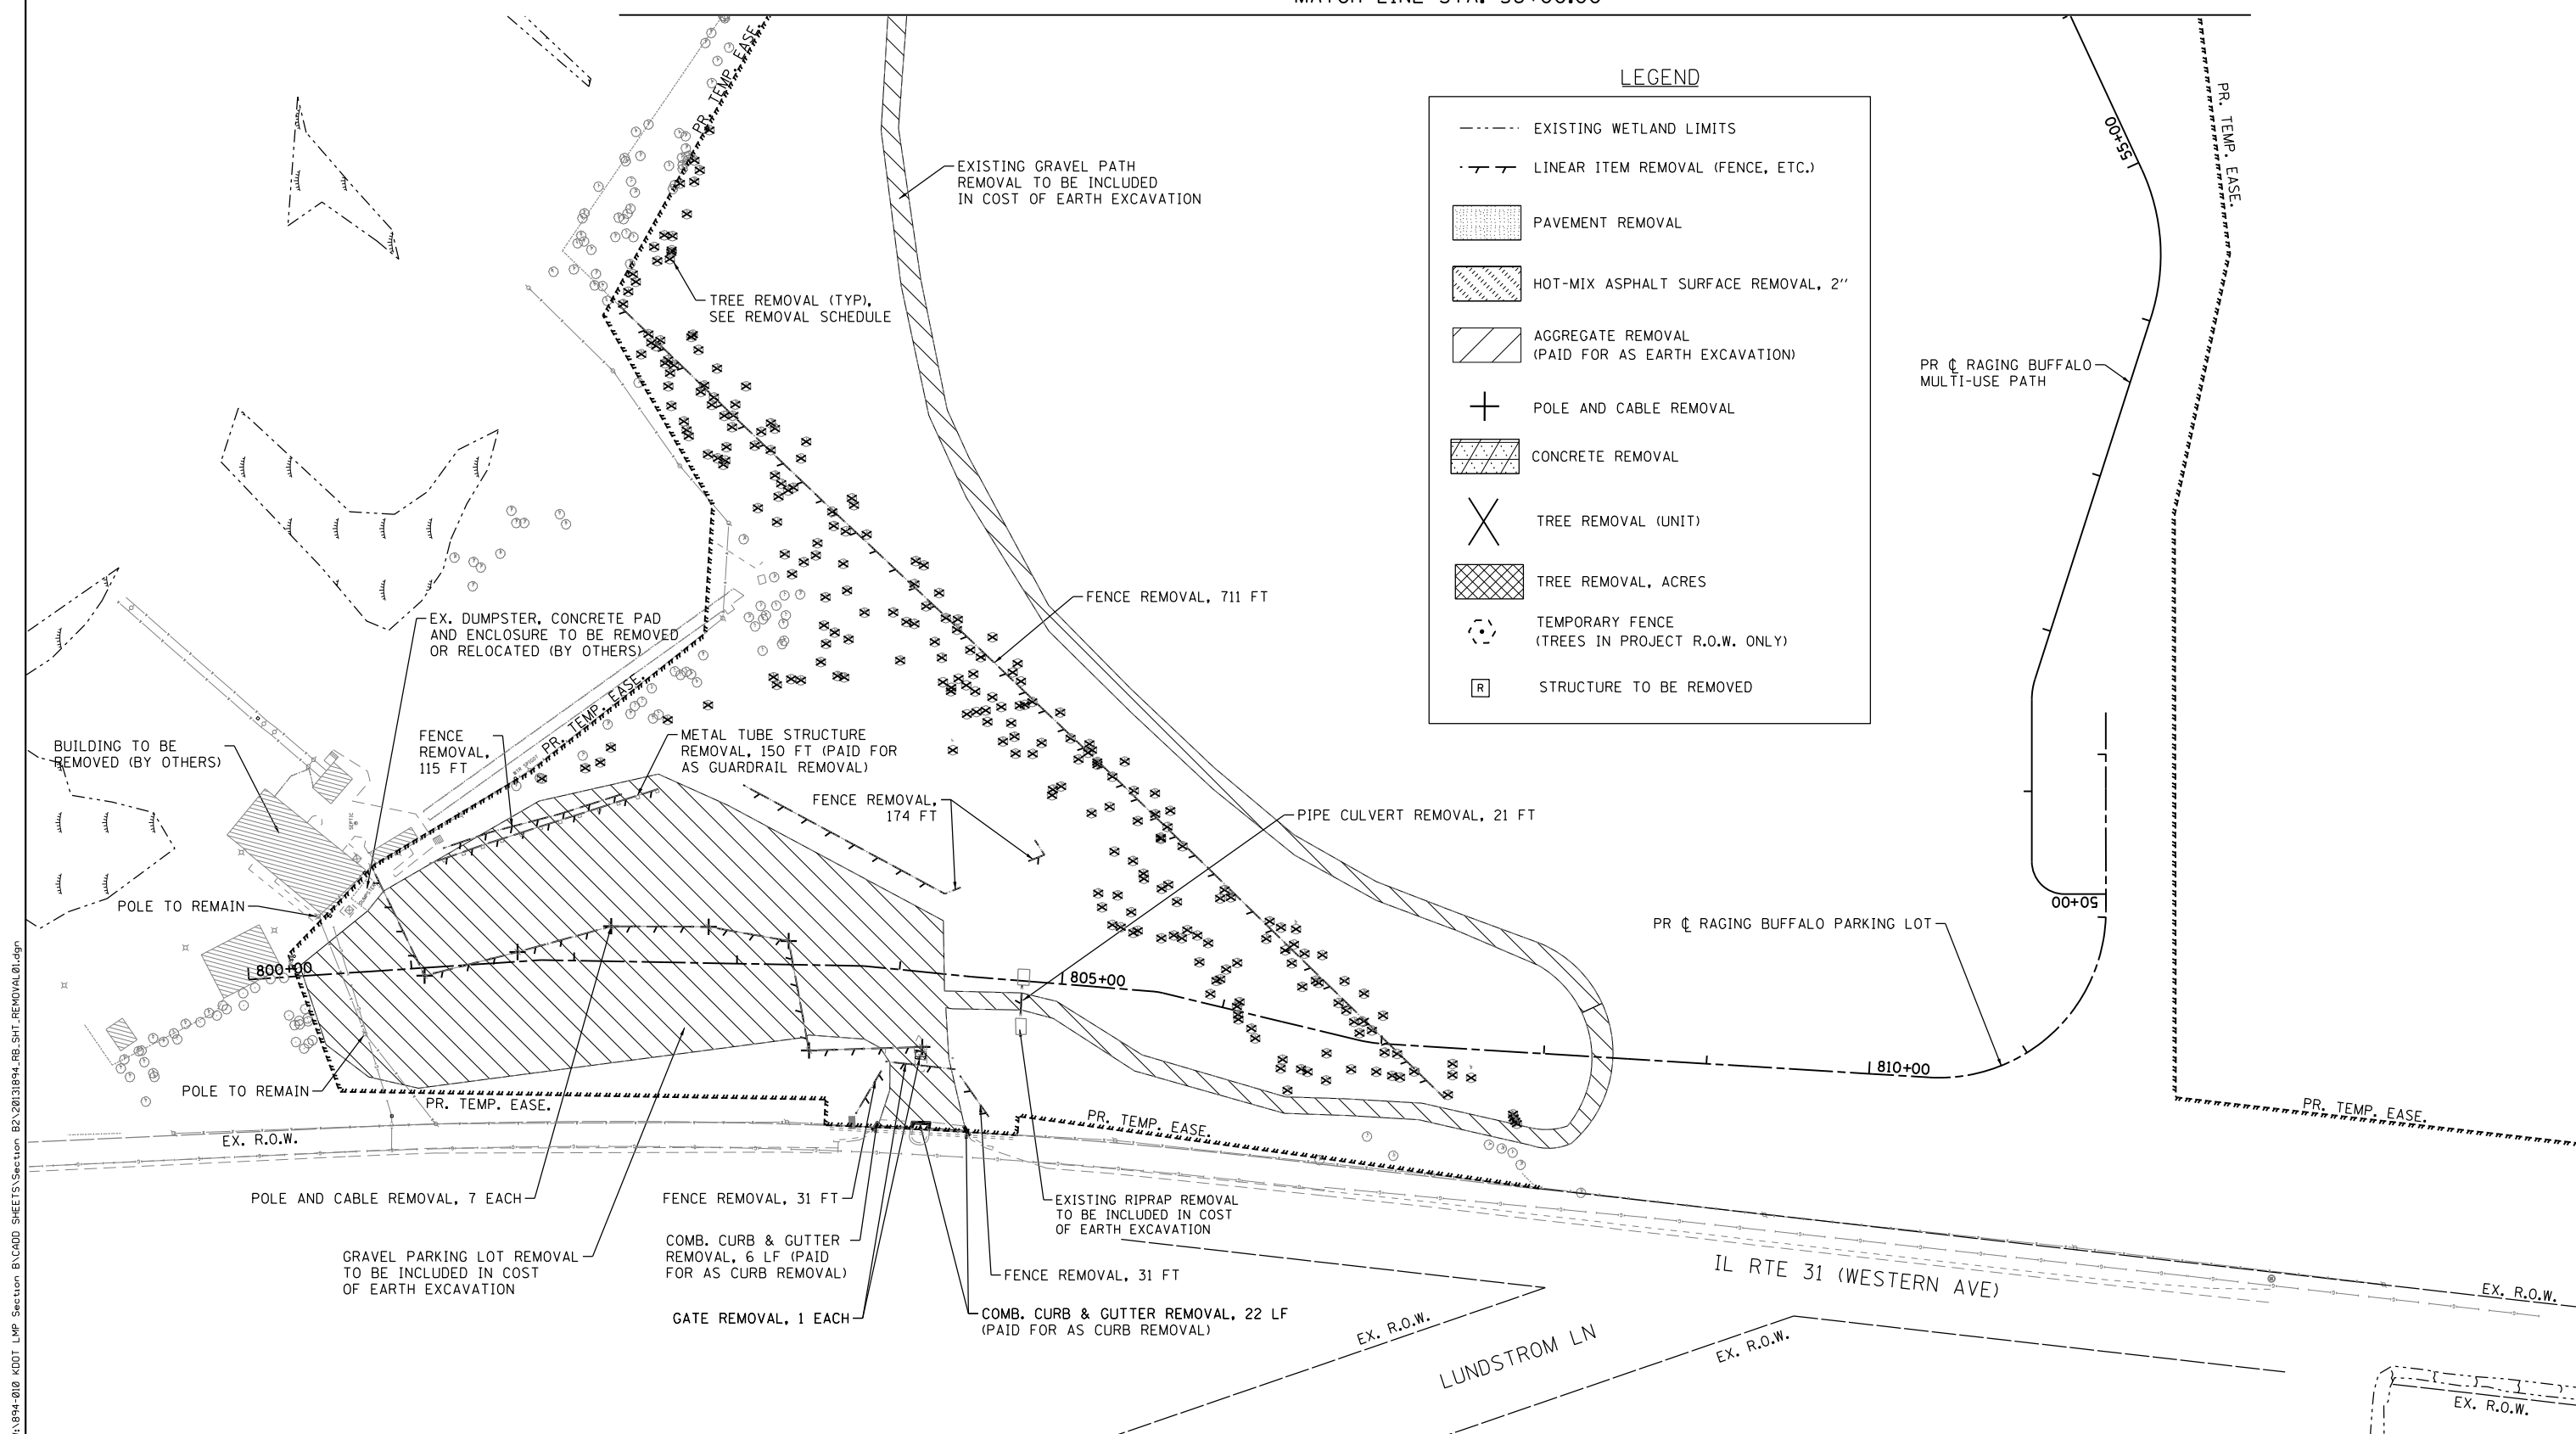 LEGEND
EXISTING WETLAND LIMITS
LINEAR ITEM REMOVAL (FENCE, ETC.)
PAVEMENT REMOVAL
HOT-MIX ASPHALT SURFACE REMOVAL, 2"
AGGREGATE REMOVAL
(PAID FOR AS EARTH EXCAVATION)
POLE AND CABLE REMOVAL
CONCRETE REMOVAL
TREE REMOVAL (UNIT)
TREE REMOVAL, ACRES
TEMPORARY FENCE
(TREES IN PROJECT R.O.W. ONLY)
R
STRUCTURE TO BE REMOVED
PR. TEMP. EASE.
EXISTING GRAVEL PATH
REMOVAL TO BE INCLUDED
IN COST OF EARTH EXCAVATION
55+00
PR. TEMP. EASE.
TREE REMOVAL (TYP),
SEE REMOVAL SCHEDULE
PR ℄ RAGING BUFFALO
MULTI-USE PATH
FENCE REMOVAL, 711 FT
EX. DUMPSTER, CONCRETE PAD
AND ENCLOSURE TO BE REMOVED
OR RELOCATED (BY OTHERS)
PR. TEMP. EASE.
BUILDING TO BE
REMOVED (BY OTHERS)
FENCE
REMOVAL,
115 FT
METAL TUBE STRUCTURE
REMOVAL, 150 FT (PAID FOR
AS GUARDRAIL REMOVAL)
FENCE REMOVAL,
174 FT
PIPE CULVERT REMOVAL, 21 FT
SEPTIC
POLE TO REMAIN
50+00
PR ℄ RAGING BUFFALO PARKING LOT
800+00
805+00
810+00
POLE TO REMAIN
PR. TEMP. EASE.
PR. TEMP. EASE.
PR. TEMP. EASE.
EX. R.O.W.
POLE AND CABLE REMOVAL, 7 EACH
FENCE REMOVAL, 31 FT
EXISTING RIPRAP REMOVAL
TO BE INCLUDED IN COST
OF EARTH EXCAVATION
GRAVEL PARKING LOT REMOVAL
TO BE INCLUDED IN COST
OF EARTH EXCAVATION
COMB. CURB & GUTTER
REMOVAL, 6 LF (PAID
FOR AS CURB REMOVAL)
FENCE REMOVAL, 31 FT
GATE REMOVAL, 1 EACH
COMB. CURB & GUTTER REMOVAL, 22 LF
(PAID FOR AS CURB REMOVAL)
IL RTE 31 (WESTERN AVE)
EX. R.O.W.
EX. R.O.W.
LUNDSTROM LN
EX. R.O.W.
EX. R.O.W.